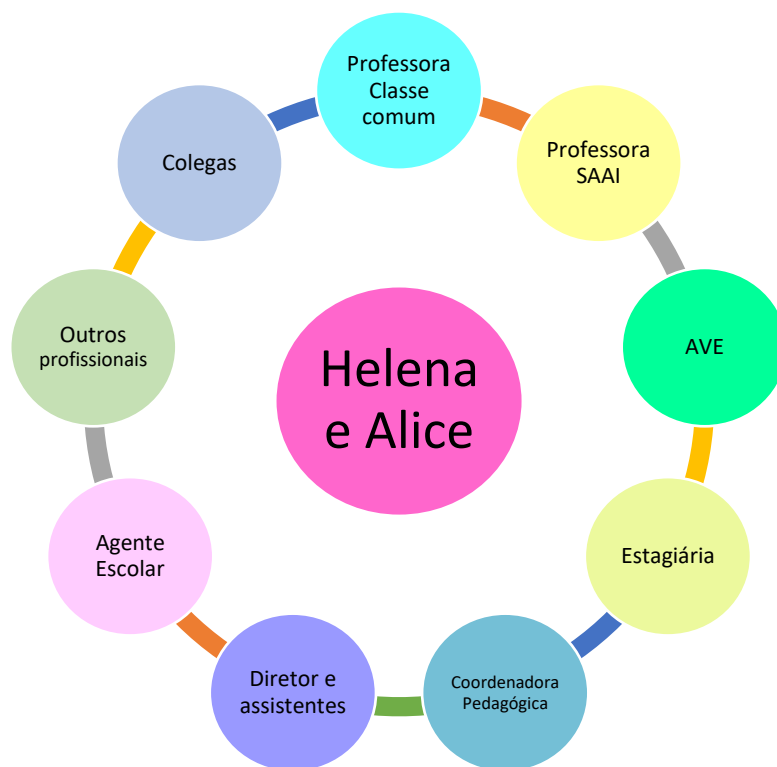 Professora
Classe
comum
Professora
SAAI
AVE
Estagiária
Coordenadora
Pedagógica
Diretor e
assistentes
Agente
Escolar
Outros
profissionais
Colegas
Helena
e Alice